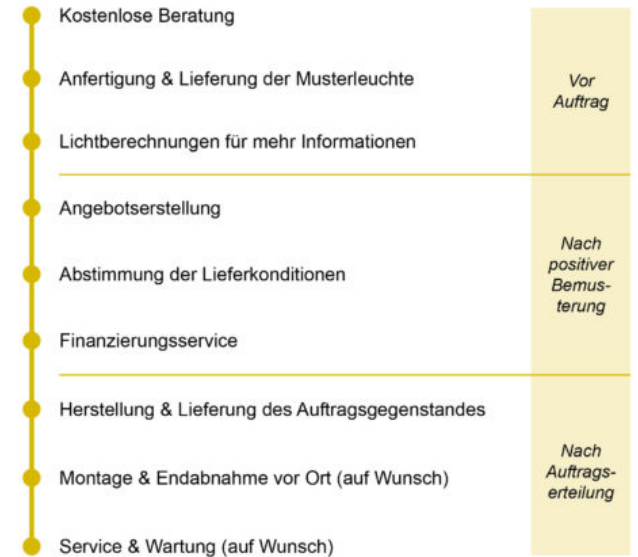 Kostenlose Beratung
Anfertigung & Lieferung der Musterleuchte
Lichtberechnungen für mehr Informationen
Vor
Auftrag
Angebotserstellung
Abstimmung der Lieferkonditionen
Finanzierungsservice
Nach
positiver
Bemus-
terung
Herstellung & Lieferung des Auftragsgegenstandes
Montage & Endabnahme vor Ort (auf Wunsch)
Service & Wartung (auf Wunsch)
Nach
Auftrags-
erteilung